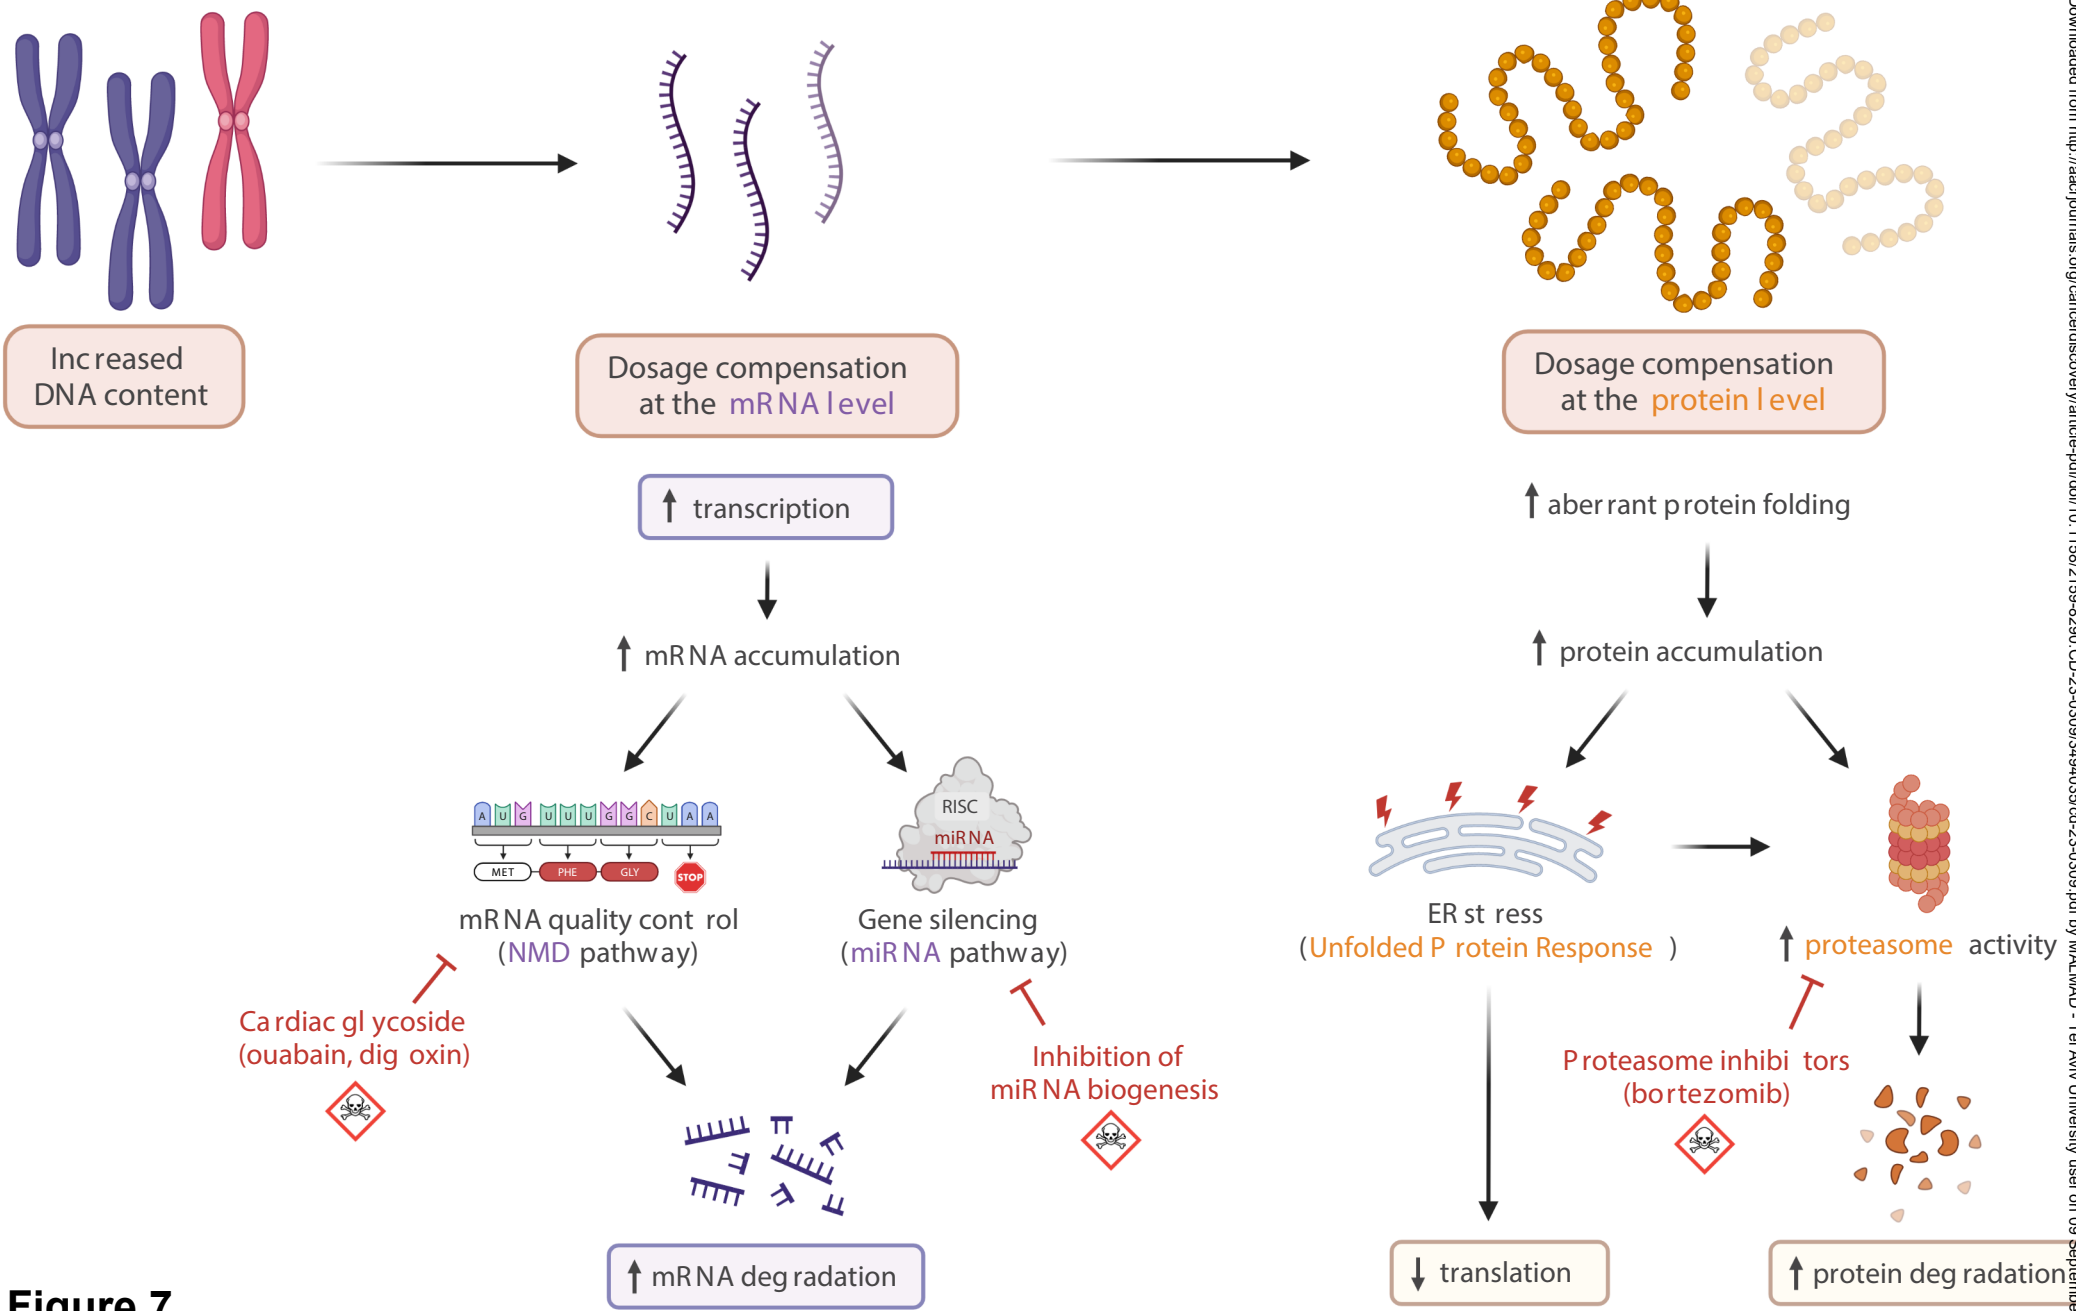 Increased
DNA content
Dosage compensation
at the mRNA level
Dosage compensation
at the protein level
↑ transcription
↑ aberrant protein folding
↑ mRNA accumulation
↑ protein accumulation
A U G U U U G G C U A A
MET PHE GLY STOP
RISC
miRNA
mRNA quality control
(NMD pathway)
Gene silencing
(miRNA pathway)
ER stress
(Unfolded Protein Response)
↑ proteasome activity
Cardiac glycoside
(ouabain, digoxin)
Inhibition of
miRNA biogenesis
Proteasome inhibitors
(bortezomib)
↑ mRNA degradation
↓ translation
↑ protein degradation
Figure 7